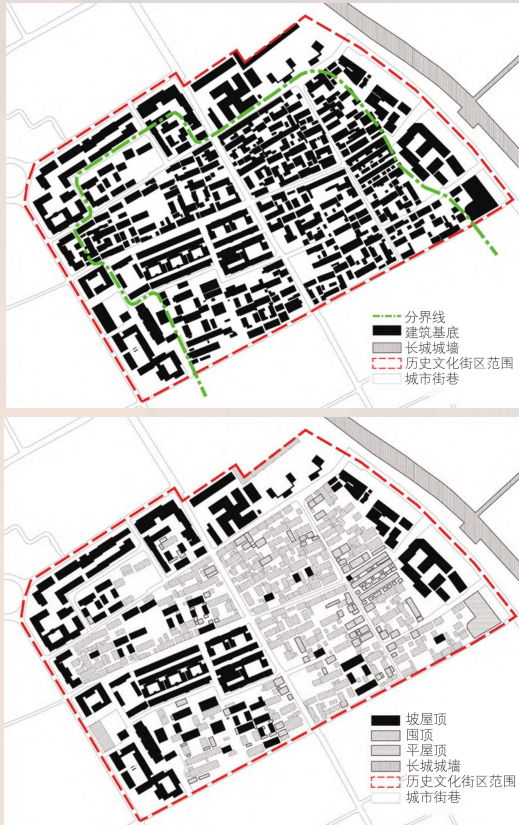 分界线
建筑基底
长城城墙
历史文化街区范围
城市街巷
坡屋顶
囤顶
平屋顶
长城城墙
历史文化街区范围
城市街巷